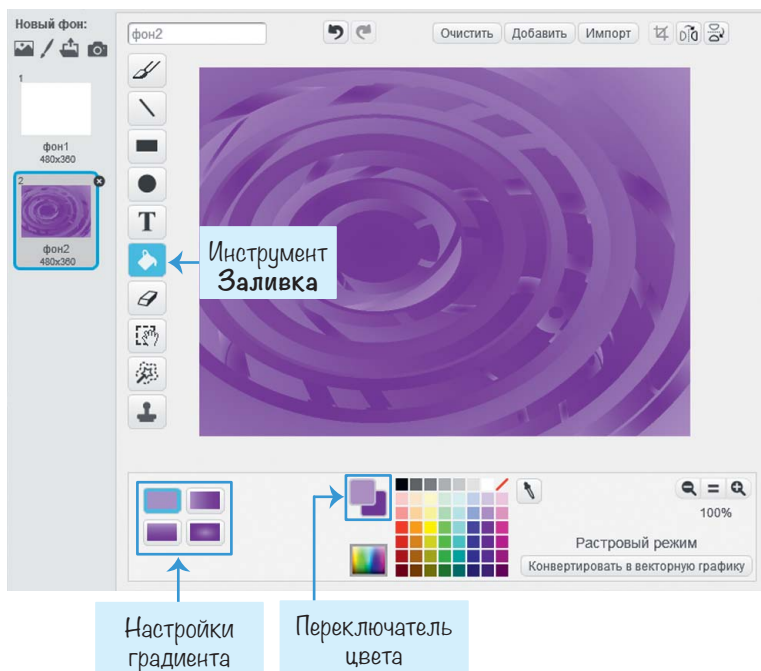 Новый фон:
фон2
Очистить
Добавить
Импорт
1
фон1
480x360
2
фон2
480x360
T
Инструмент
Заливка
100%
Растровый режим
Конвертировать в векторную графику
Настройки
градиента
Переключатель
цвета